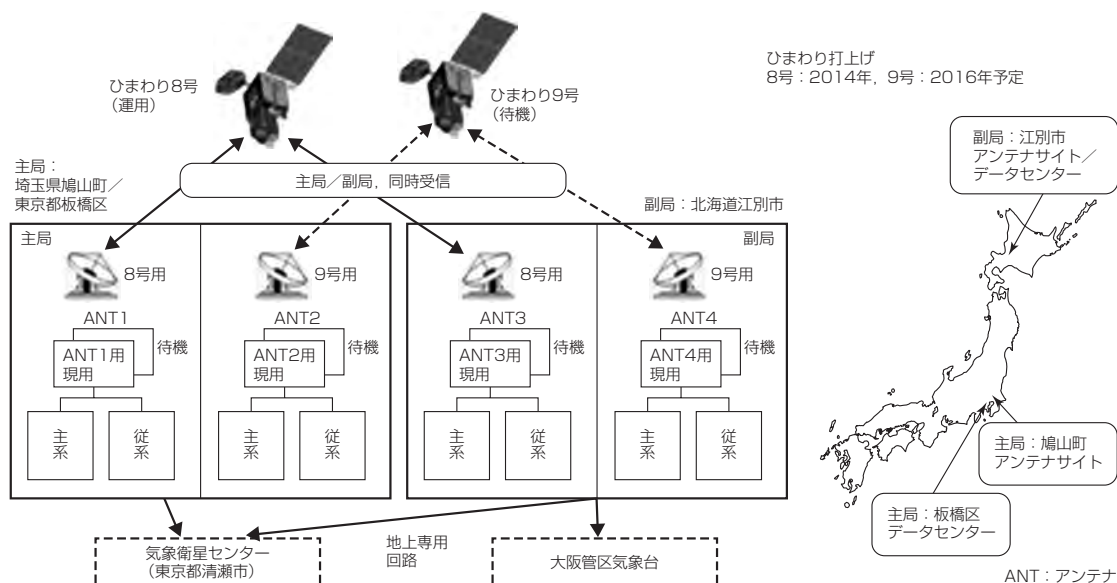 ひまわり8号
（運用）
ひまわり9号
（待機）
ひまわり打上げ
8号：2014年，9号：2016年予定
主局：
埼玉県鳩山町／
東京都板橋区
主局／副局，同時受信
副局：北海道江別市
主局
8号用
ANT1
待機
ANT1用
現用
主系
従系
9号用
ANT2
待機
ANT2用
現用
主系
従系
副局
8号用
ANT3
待機
ANT3用
現用
主系
従系
9号用
ANT4
待機
ANT4用
現用
主系
従系
気象衛星センター
（東京都清瀬市）
地上専用
回路
大阪管区気象台
副局：江別市
アンテナサイト／
データセンター
主局：鳩山町
アンテナサイト
主局：板橋区
データセンター
ANT：アンテナ